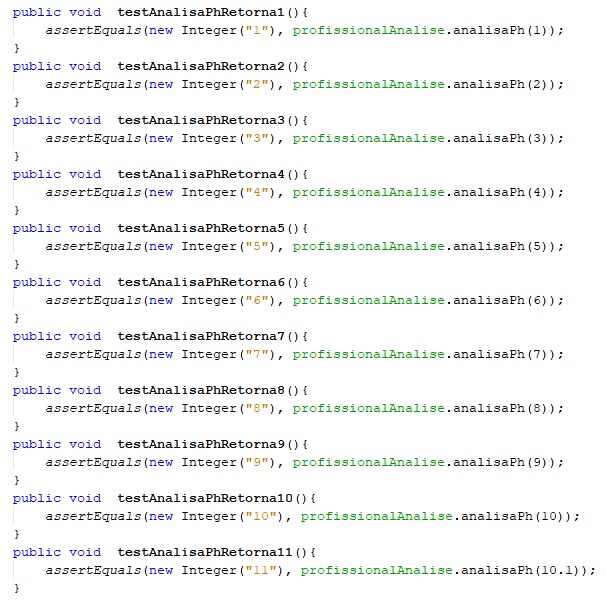 public void  testAnalisaPhRetorna1(){
    assertEquals(new Integer("1"), profissionalAnalise.analisaPh(1));
}
public void  testAnalisaPhRetorna2(){
    assertEquals(new Integer("2"), profissionalAnalise.analisaPh(2));
}
public void  testAnalisaPhRetorna3(){
    assertEquals(new Integer("3"), profissionalAnalise.analisaPh(3));
}
public void  testAnalisaPhRetorna4(){
    assertEquals(new Integer("4"), profissionalAnalise.analisaPh(4));
}
public void  testAnalisaPhRetorna5(){
    assertEquals(new Integer("5"), profissionalAnalise.analisaPh(5));
}
public void  testAnalisaPhRetorna6(){
    assertEquals(new Integer("6"), profissionalAnalise.analisaPh(6));
}
public void  testAnalisaPhRetorna7(){
    assertEquals(new Integer("7"), profissionalAnalise.analisaPh(7));
}
public void  testAnalisaPhRetorna8(){
    assertEquals(new Integer("8"), profissionalAnalise.analisaPh(8));
}
public void  testAnalisaPhRetorna9(){
    assertEquals(new Integer("9"), profissionalAnalise.analisaPh(9));
}
public void  testAnalisaPhRetorna10(){
    assertEquals(new Integer("10"), profissionalAnalise.analisaPh(10));
}
public void  testAnalisaPhRetorna11(){
    assertEquals(new Integer("11"), profissionalAnalise.analisaPh(10.1));
}